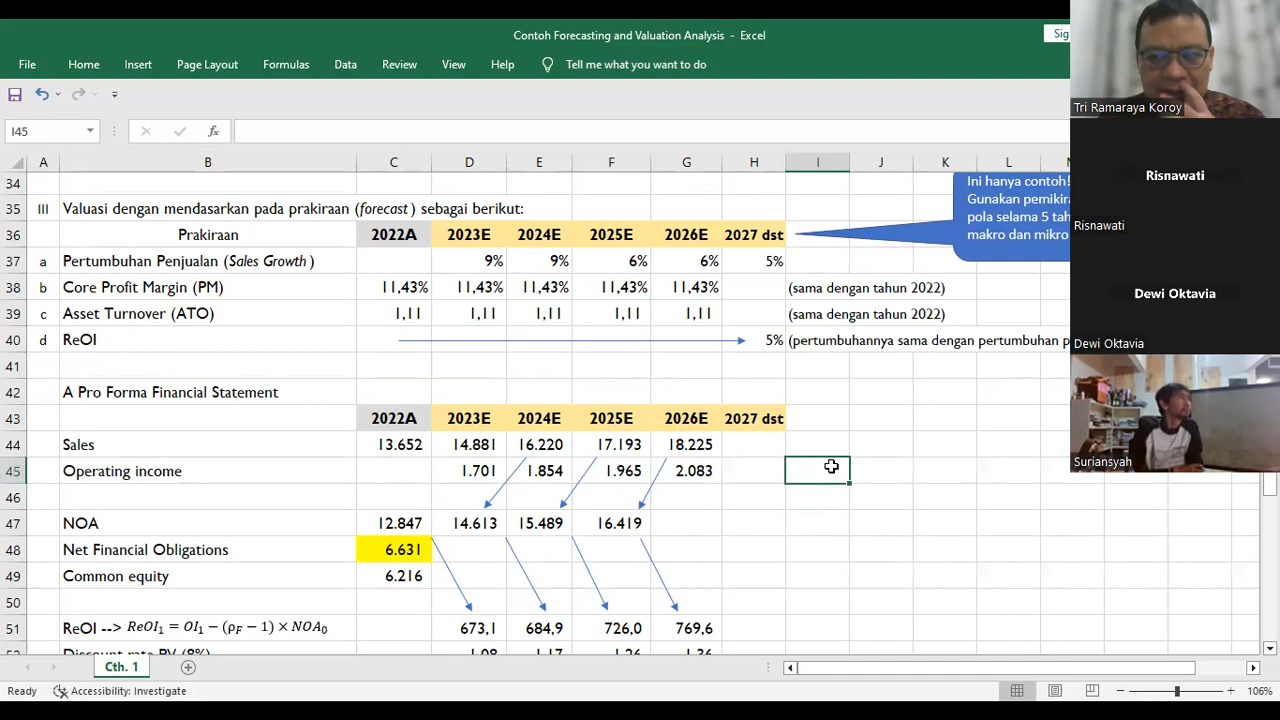 Contoh Forecasting and Valuation Analysis - Excel
Sig
File Home Insert Page Layout Formulas Data Review View Help Tell me what you want to do
I45
fx
A B C D E F G H I J K L
34
35 III Valuasi dengan mendasarkan pada prakiraan (forecast) sebagai berikut:
36 Prakiraan 2022A 2023E 2024E 2025E 2026E 2027 dst
37 a Pertumbuhan Penjualan (Sales Growth) 9% 9% 6% 6% 5%
38 b Core Profit Margin (PM) 11,43% 11,43% 11,43% 11,43% 11,43% (sama dengan tahun 2022)
39 c Asset Turnover (ATO) 1,11 1,11 1,11 1,11 1,11 (sama dengan tahun 2022)
40 d ReOI 5% (pertumbuhannya sama dengan pertumbuhan p
41
42 A Pro Forma Financial Statement
43 2022A 2023E 2024E 2025E 2026E 2027 dst
44 Sales 13.652 14.881 16.220 17.193 18.225
45 Operating income 1.701 1.854 1.965 2.083
46
47 NOA 12.847 14.613 15.489 16.419
48 Net Financial Obligations 6.631
49 Common equity 6.216
50
51 ReOI --> ReOI₁ = OI₁ − (ρF − 1) × NOA₀ 673,1 684,9 726,0 769,6
Discount rate PV (8%) 1,08 1,17 1,26 1,36
Ini hanya contoh!
Gunakan pemikira
pola selama 5 tah
makro dan mikro
Tri Ramaraya Koroy
Risnawati
Risnawati
Dewi Oktavia
Dewi Oktavia
Suriansyah
Cth. 1
Ready Accessibility: Investigate 106%